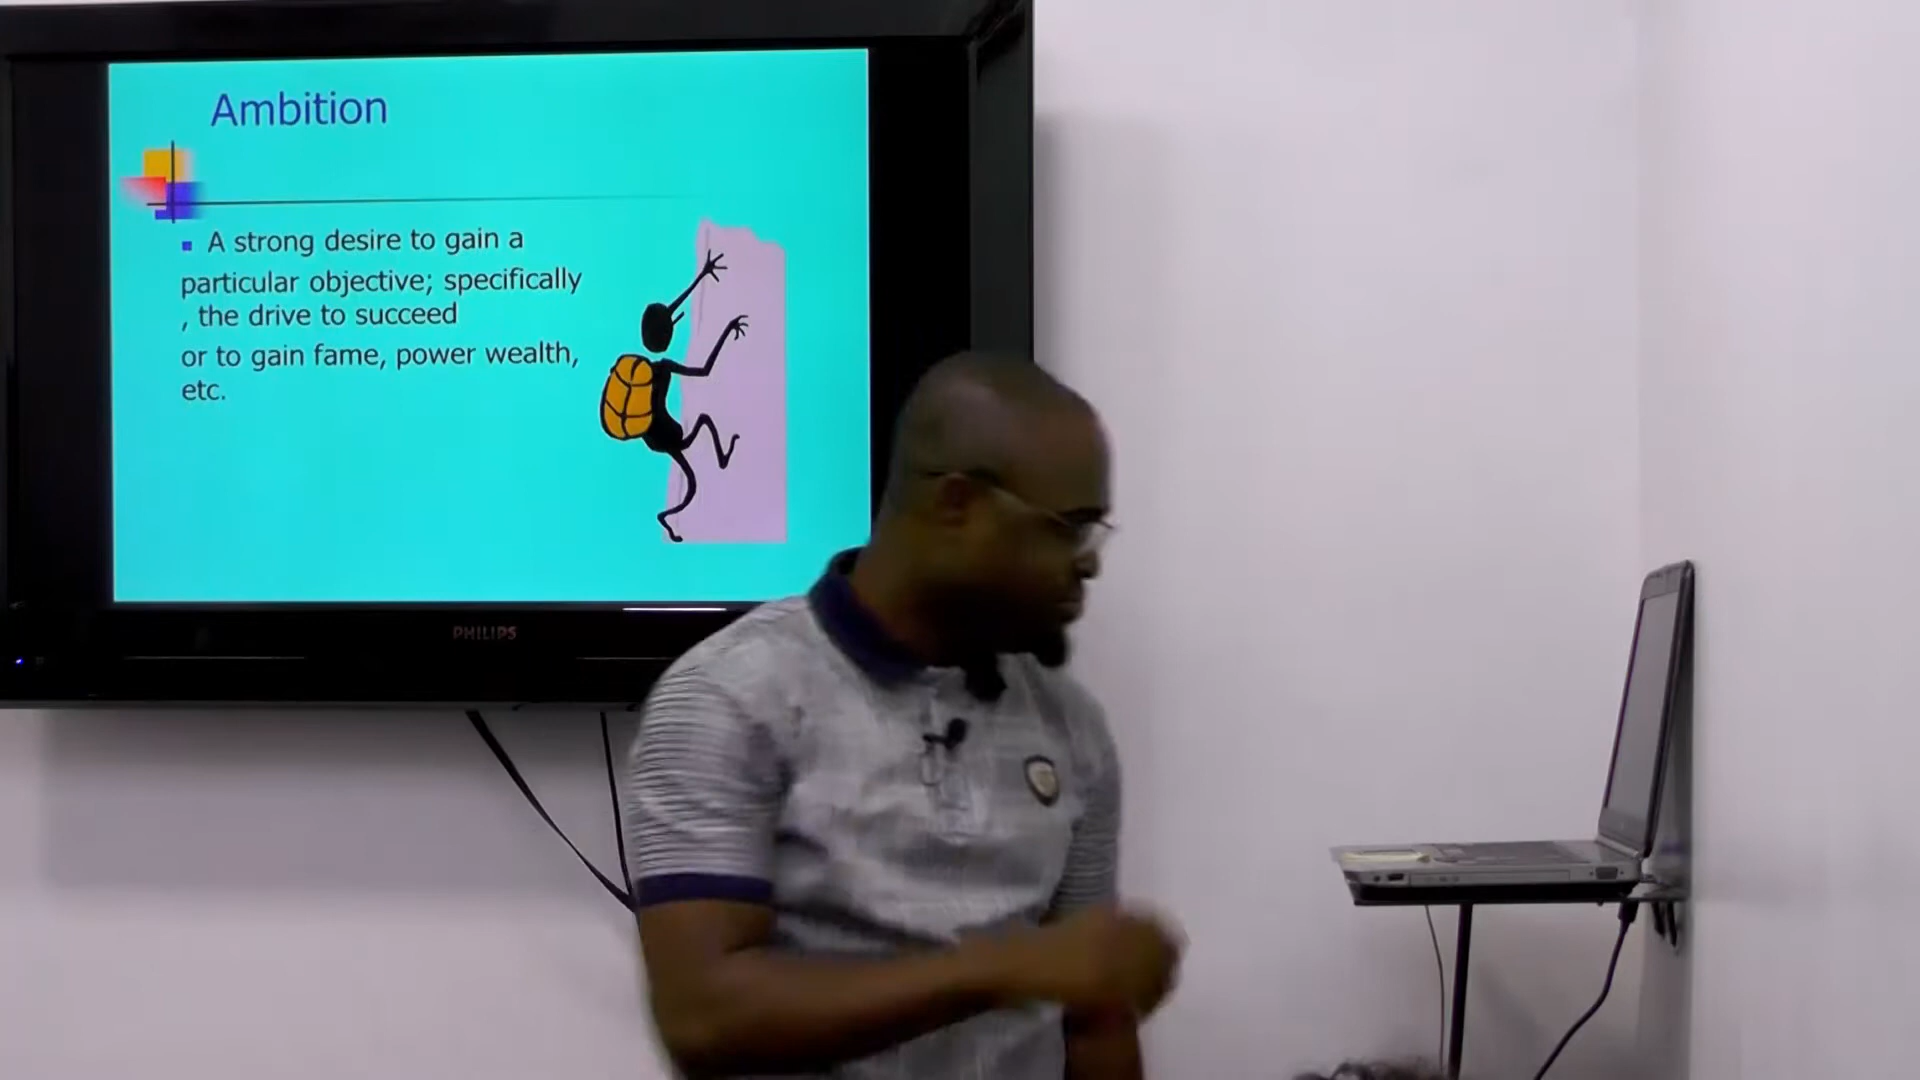 Ambition
A strong desire to gain a
particular objective; specifically
, the drive to succeed
or to gain fame, power wealth,
etc.
PHILIPS